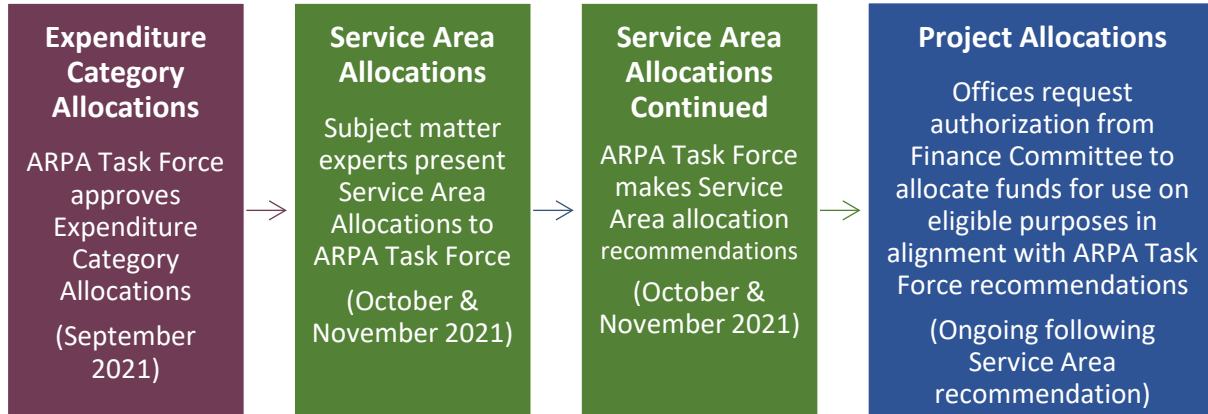 Expenditure
Category
Allocations
ARPA Task Force
approves
Expenditure
Category
Allocations
(September
2021)
Service Area
Allocations
Subject matter
experts present
Service Area
Allocations to
ARPA Task Force
(October &
November 2021)
Service Area
Allocations
Continued
ARPA Task Force
makes Service
Area allocation
recommendations
(October &
November 2021)
Project Allocations
Offices request
authorization from
Finance Committee to
allocate funds for use on
eligible purposes in
alignment with ARPA Task
Force recommendations
(Ongoing following
Service Area
recommendation)